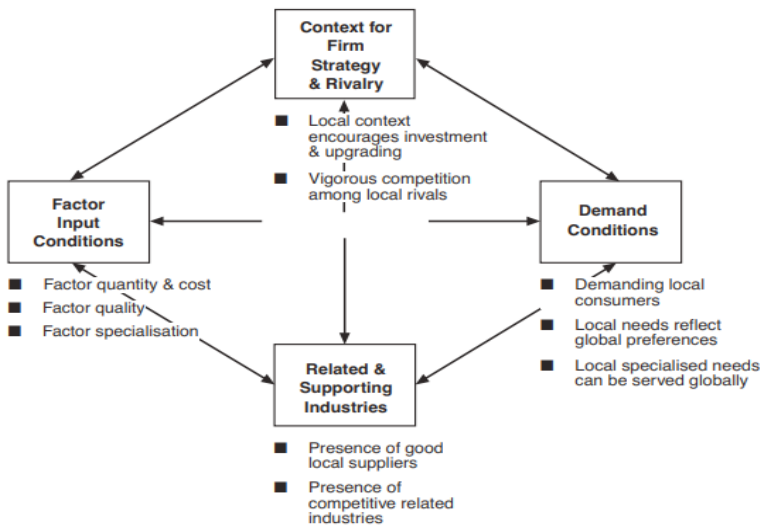 Context for
Firm
Strategy
& Rivalry
■ Local context
encourages investment
& upgrading
■ Vigorous competition
among local rivals
Factor
Input
Conditions
■ Factor quantity & cost
■ Factor quality
■ Factor specialisation
Demand
Conditions
■ Demanding local
consumers
■ Local needs reflect
global preferences
■ Local specialised needs
can be served globally
Related &
Supporting
Industries
■ Presence of good
local suppliers
■ Presence of
competitive related
industries